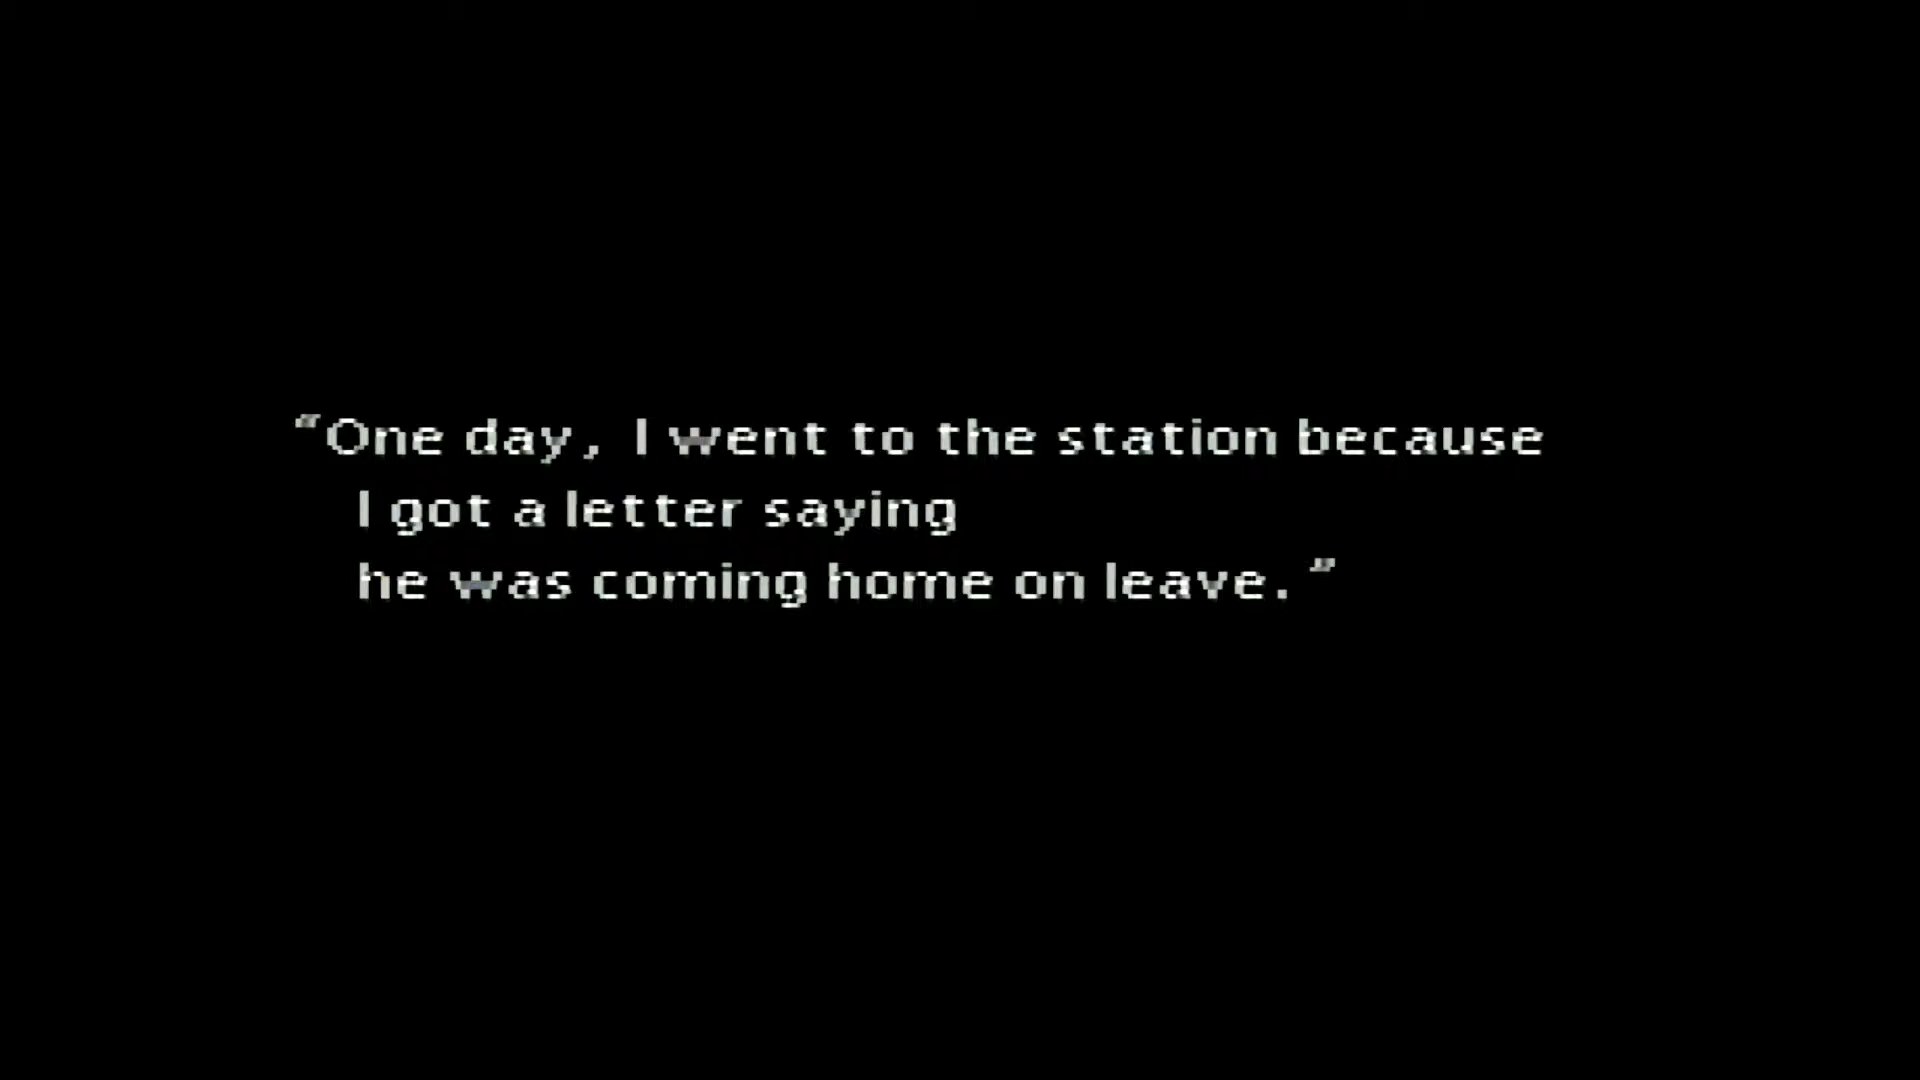 “One day, I went to the station because
I got a letter saying
he was coming home on leave.”